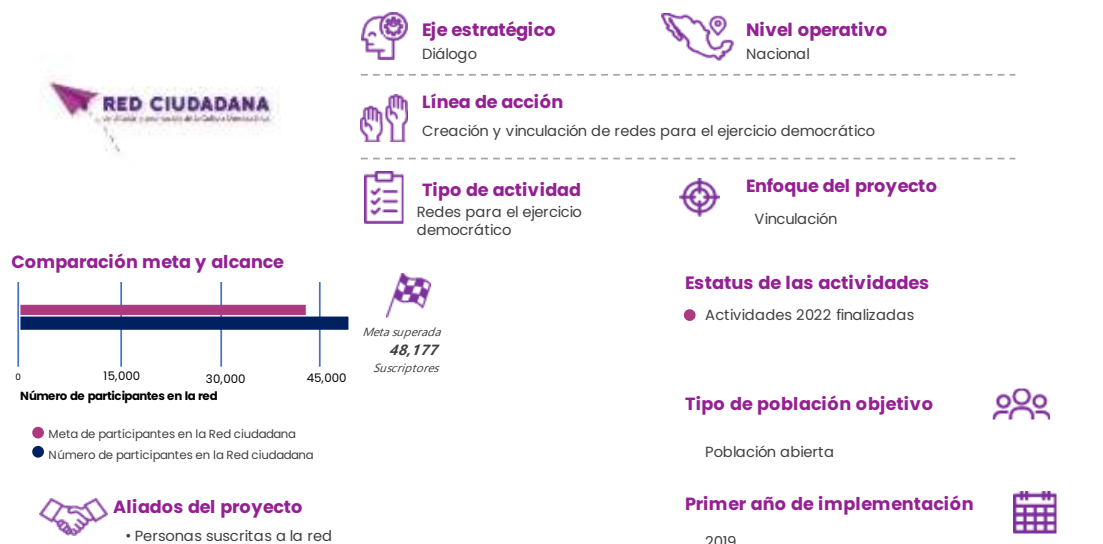 RED CIUDADANA
Eje estratégico
Diálogo
Nivel operativo
Nacional
Línea de acción
Creación y vinculación de redes para el ejercicio democrático
Tipo de actividad
Redes para el ejercicio
democrático
Enfoque del proyecto
Vinculación
Comparación meta y alcance
0
15,000
30,000
45,000
Número de participantes en la red
Meta de participantes en la Red ciudadana
Número de participantes en la Red ciudadana
Meta superada
48,177
Suscriptores
Estatus de las actividades
Actividades 2022 finalizadas
Tipo de población objetivo
Población abierta
Aliados del proyecto
• Personas suscritas a la red
Primer año de implementación
2019